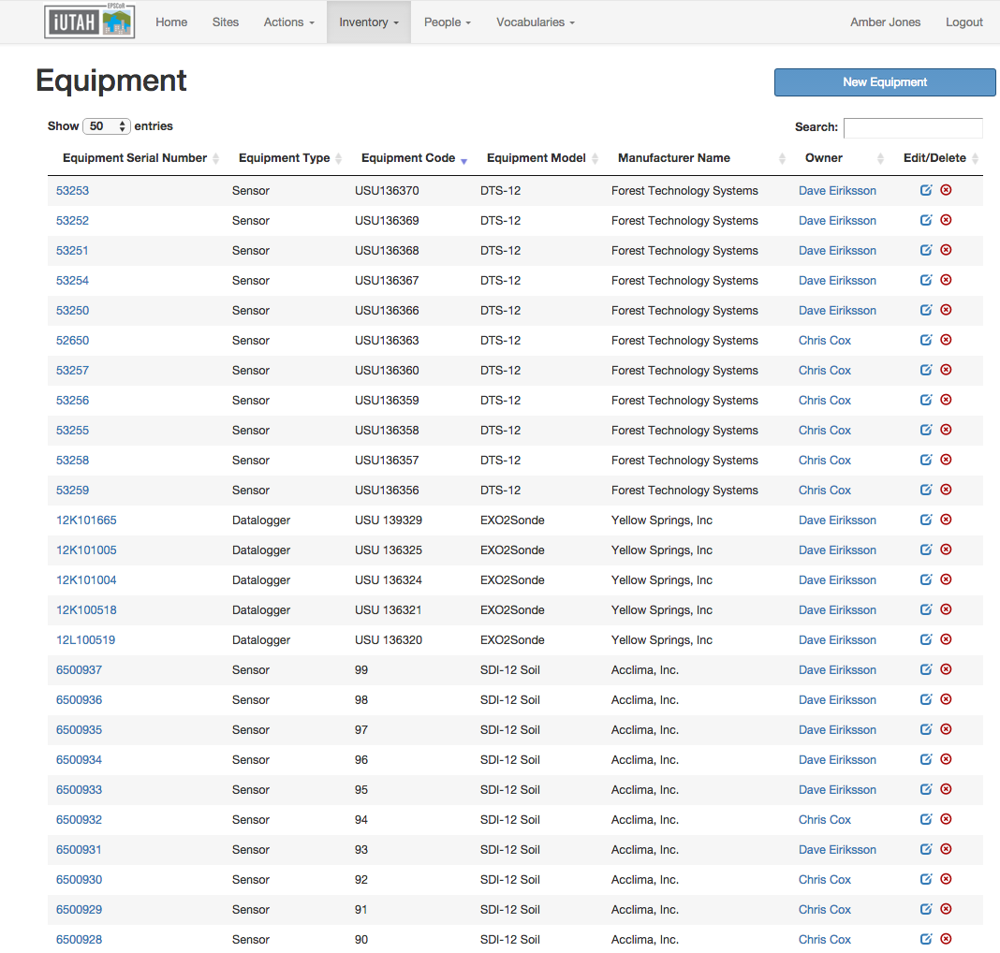 iUTAH EPSCoR Home Sites Actions Inventory People Vocabularies Amber Jones Logout
Equipment New Equipment
Show 50 entries Search:
Equipment Serial Number Equipment Type Equipment Code Equipment Model Manufacturer Name Owner Edit/Delete
53253 Sensor USU136370 DTS-12 Forest Technology Systems Dave Eiriksson
53252 Sensor USU136369 DTS-12 Forest Technology Systems Dave Eiriksson
53251 Sensor USU136368 DTS-12 Forest Technology Systems Dave Eiriksson
53254 Sensor USU136367 DTS-12 Forest Technology Systems Dave Eiriksson
53250 Sensor USU136366 DTS-12 Forest Technology Systems Dave Eiriksson
52650 Sensor USU136363 DTS-12 Forest Technology Systems Chris Cox
53257 Sensor USU136360 DTS-12 Forest Technology Systems Chris Cox
53256 Sensor USU136359 DTS-12 Forest Technology Systems Chris Cox
53255 Sensor USU136358 DTS-12 Forest Technology Systems Chris Cox
53258 Sensor USU136357 DTS-12 Forest Technology Systems Chris Cox
53259 Sensor USU136356 DTS-12 Forest Technology Systems Chris Cox
12K101665 Datalogger USU 139329 EXO2Sonde Yellow Springs, Inc Dave Eiriksson
12K101005 Datalogger USU 136325 EXO2Sonde Yellow Springs, Inc Dave Eiriksson
12K101004 Datalogger USU 136324 EXO2Sonde Yellow Springs, Inc Dave Eiriksson
12K100518 Datalogger USU 136321 EXO2Sonde Yellow Springs, Inc Dave Eiriksson
12L100519 Datalogger USU 136320 EXO2Sonde Yellow Springs, Inc Dave Eiriksson
6500937 Sensor 99 SDI-12 Soil Acclima, Inc. Dave Eiriksson
6500936 Sensor 98 SDI-12 Soil Acclima, Inc. Dave Eiriksson
6500935 Sensor 97 SDI-12 Soil Acclima, Inc. Dave Eiriksson
6500934 Sensor 96 SDI-12 Soil Acclima, Inc. Dave Eiriksson
6500933 Sensor 95 SDI-12 Soil Acclima, Inc. Dave Eiriksson
6500932 Sensor 94 SDI-12 Soil Acclima, Inc. Chris Cox
6500931 Sensor 93 SDI-12 Soil Acclima, Inc. Dave Eiriksson
6500930 Sensor 92 SDI-12 Soil Acclima, Inc. Chris Cox
6500929 Sensor 91 SDI-12 Soil Acclima, Inc. Chris Cox
6500928 Sensor 90 SDI-12 Soil Acclima, Inc. Chris Cox